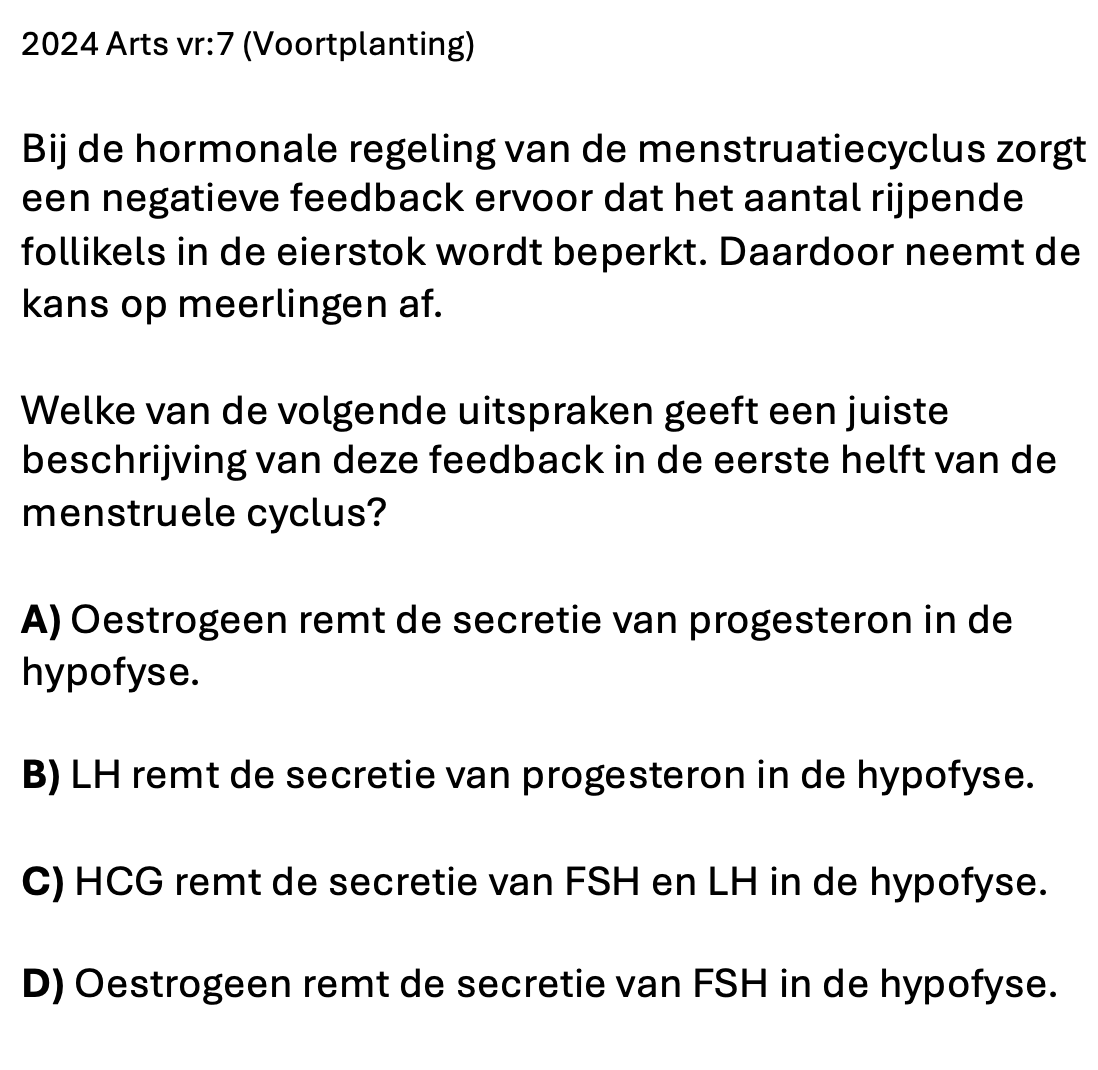 2024 Arts vr:7 (Voortplanting)
Bij de hormonale regeling van de menstruatiecyclus zorgt
een negatieve feedback ervoor dat het aantal rijpende
follikels in de eierstok wordt beperkt. Daardoor neemt de
kans op meerlingen af.
Welke van de volgende uitspraken geeft een juiste
beschrijving van deze feedback in de eerste helft van de
menstruele cyclus?
A) Oestrogeen remt de secretie van progesteron in de
hypofyse.
B) LH remt de secretie van progesteron in de hypofyse.
C) HCG remt de secretie van FSH en LH in de hypofyse.
D) Oestrogeen remt de secretie van FSH in de hypofyse.